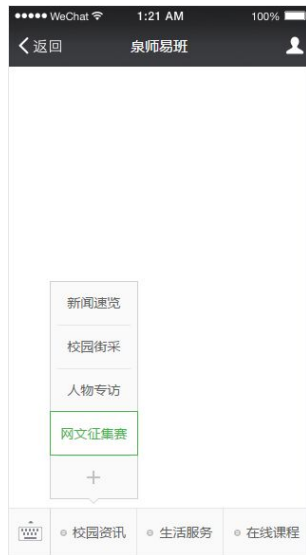 WeChat 1:21 AM 100%
返回 泉师易班
新闻速览
校园街采
人物专访
网文征集赛
+
校园资讯 生活服务 在线课程